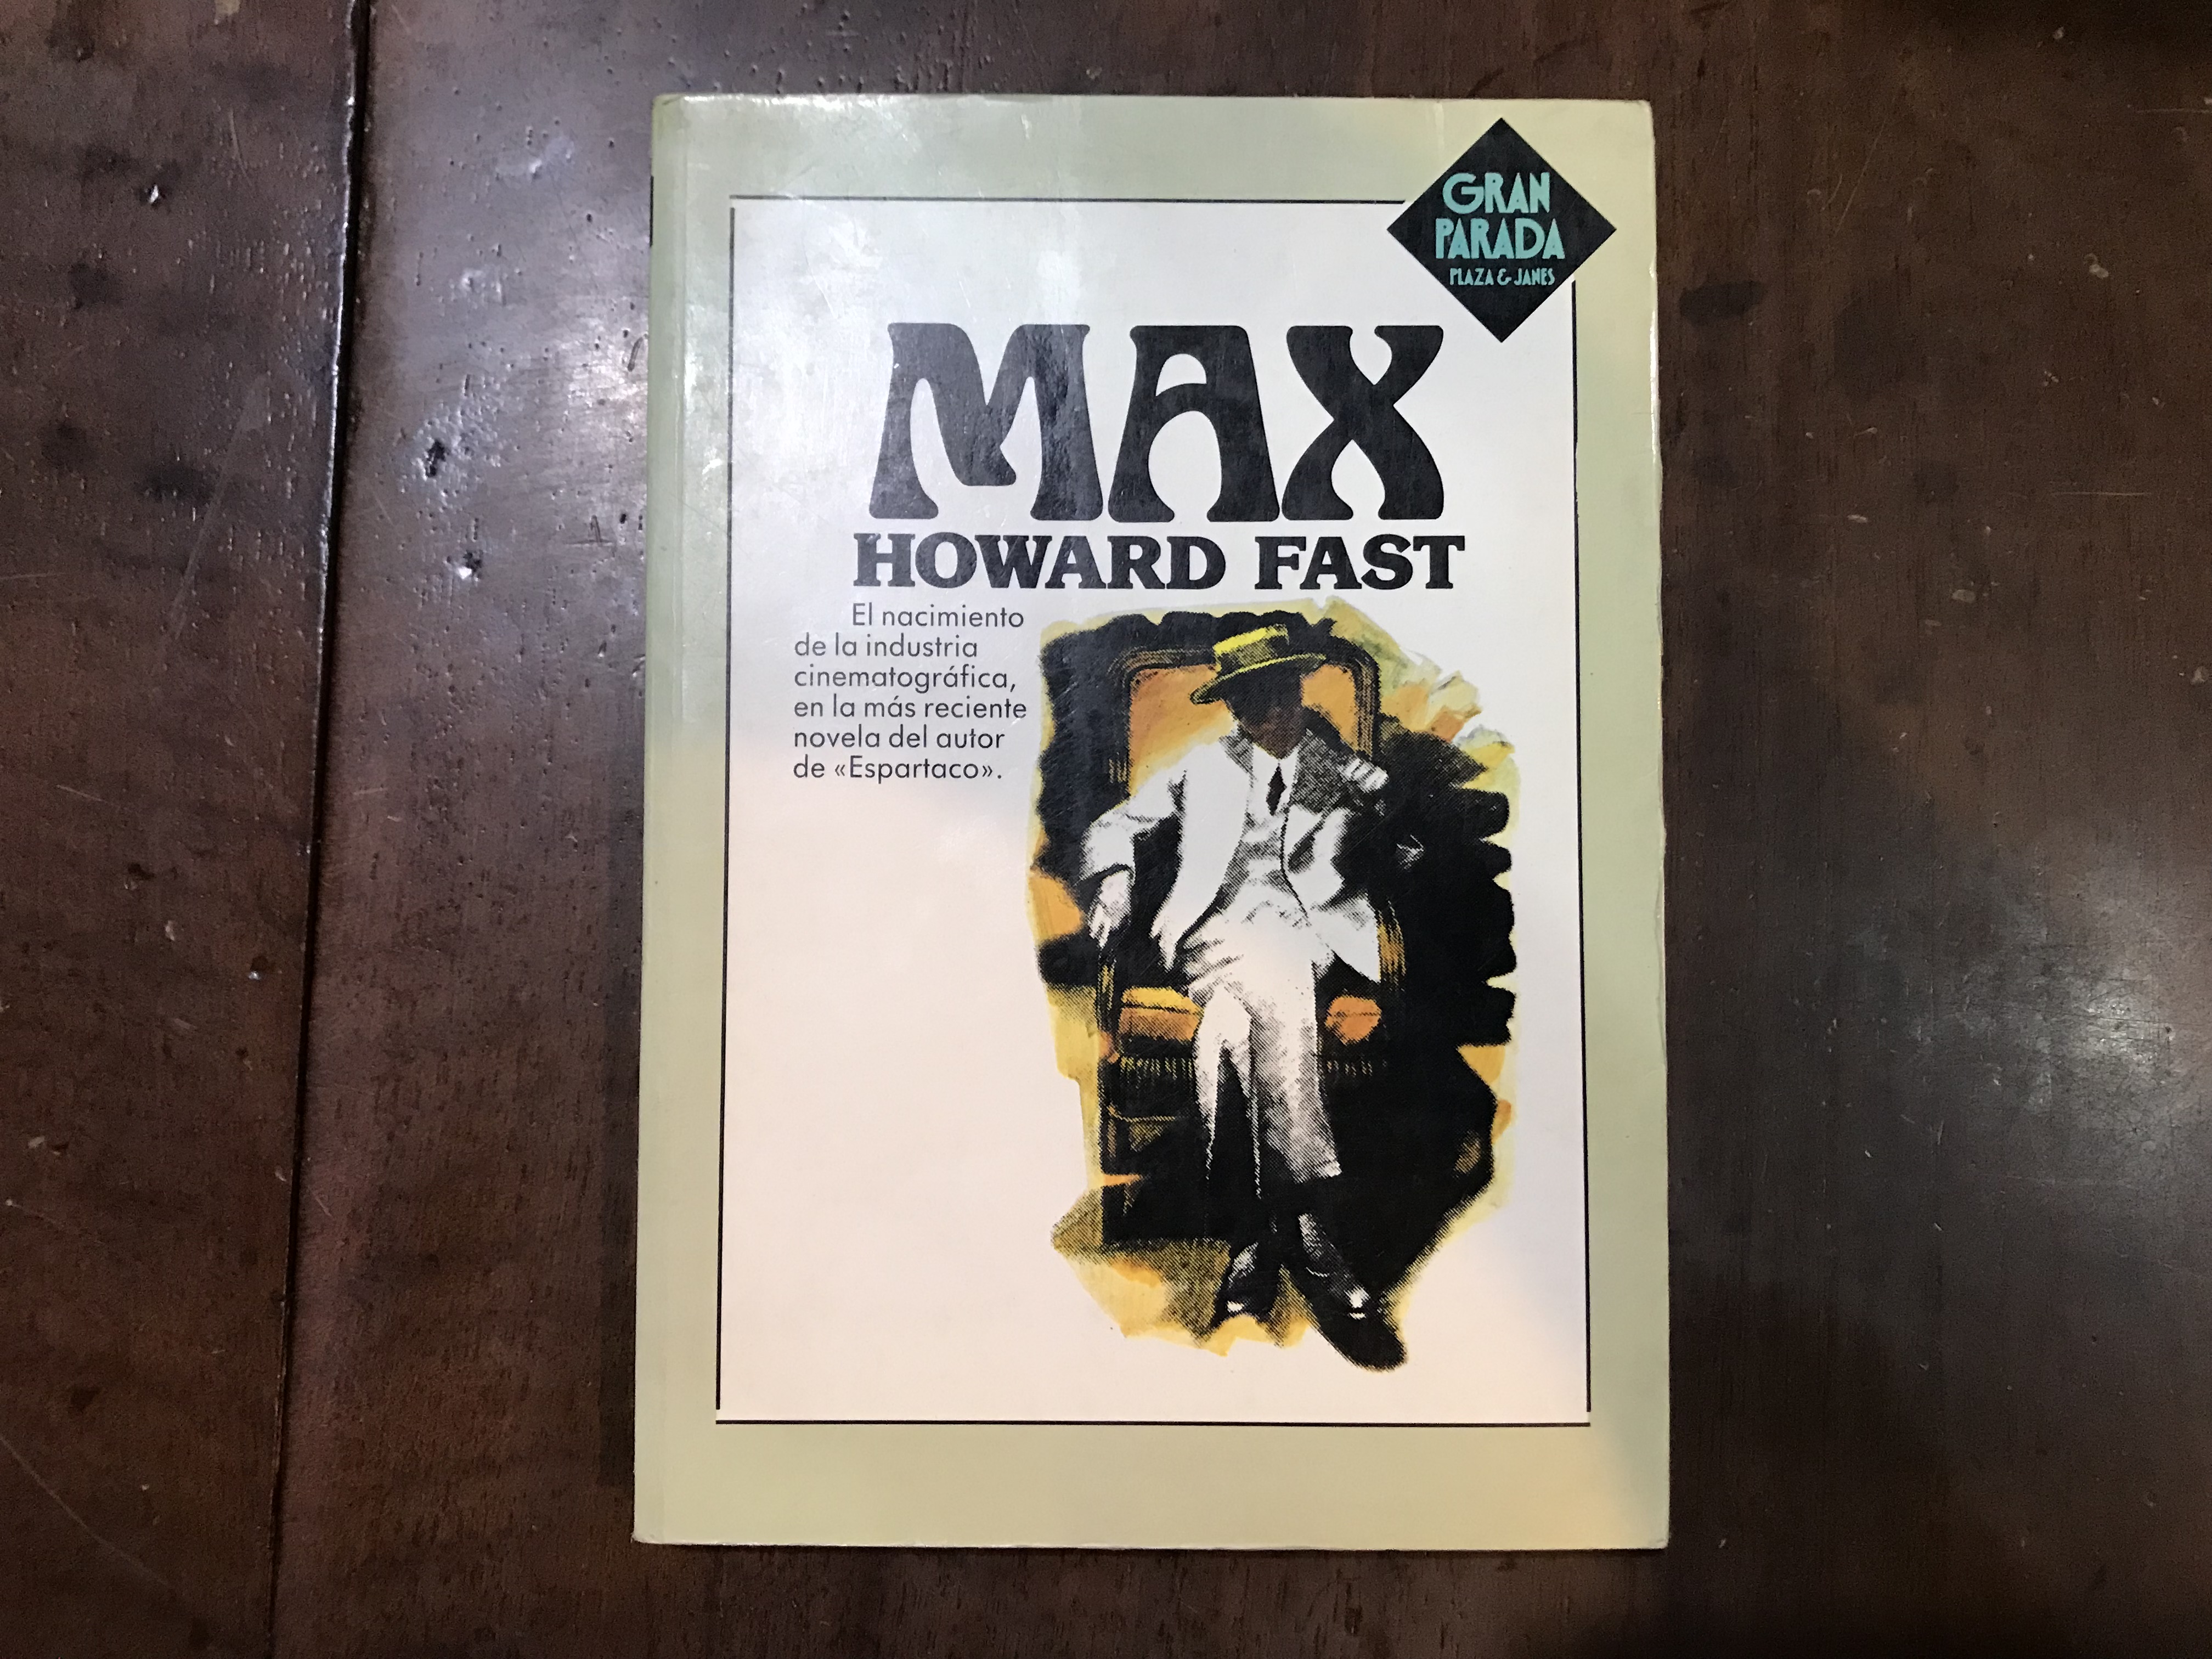 GRAN
PARADA
PLAZA & JANES
MAX
HOWARD FAST
El nacimiento
de la industria
cinematográfica,
en la más reciente
novela del autor
de «Espartaco».